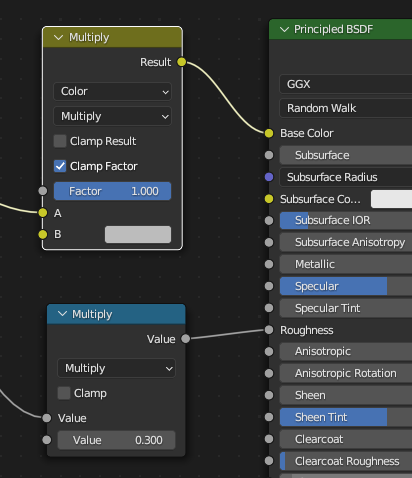 Multiply
Result
Color
Multiply
Clamp Result
Clamp Factor
Factor 1.000
A
B
Multiply
Value
Multiply
Clamp
Value
Value 0.300
Principled BSDF
GGX
Random Walk
Base Color
Subsurface
Subsurface Radius
Subsurface Co...
Subsurface IOR
Subsurface Anisotropy
Metallic
Specular
Specular Tint
Roughness
Anisotropic
Anisotropic Rotation
Sheen
Sheen Tint
Clearcoat
Clearcoat Roughness